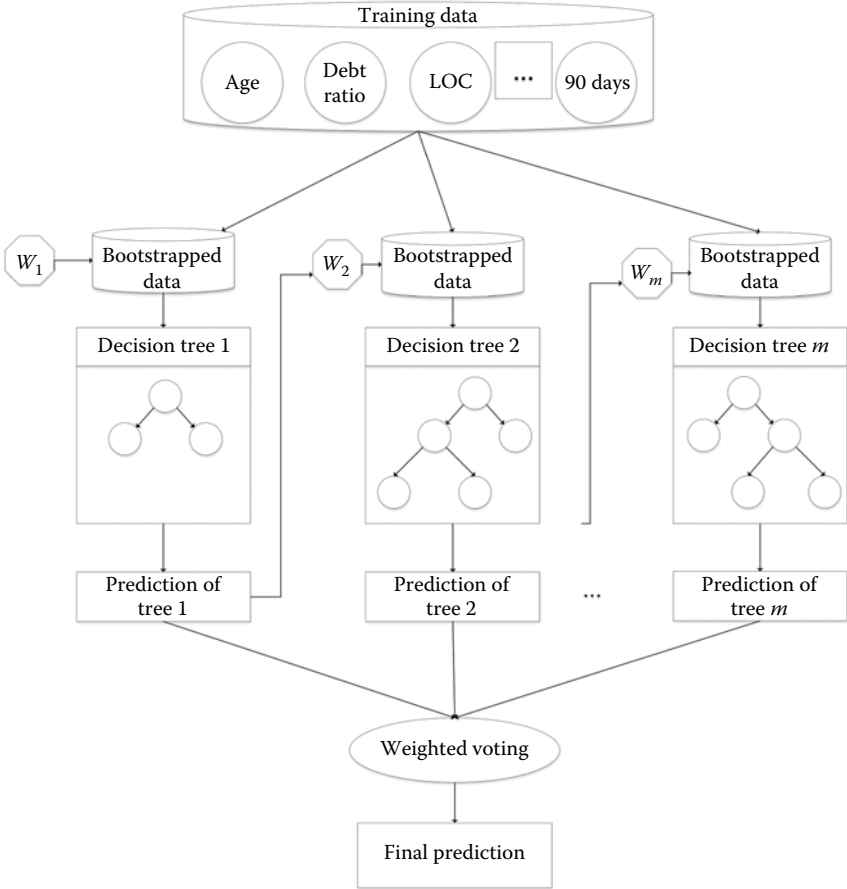 Training data
Age
Debt
ratio
LOC
...
90 days
W1
Bootstrapped
data
W2
Bootstrapped
data
Wm
Bootstrapped
data
Decision tree 1
Decision tree 2
Decision tree m
Prediction of
tree 1
Prediction of
tree 2
...
Prediction of
tree m
Weighted voting
Final prediction